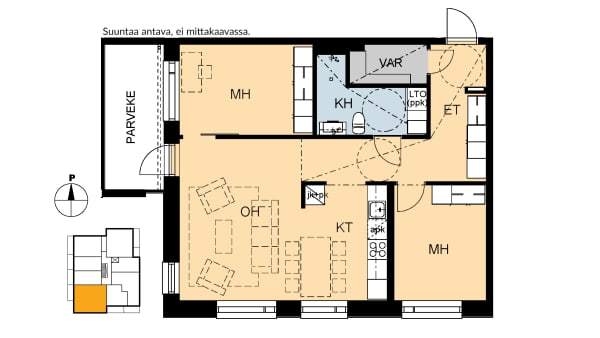 Suuntaa antava, ei mittakaavassa.
VAR
MH
PARVEKE
KH
LTO
(ppk)
ET
P
jk+pk
OH
KT
apk
MH